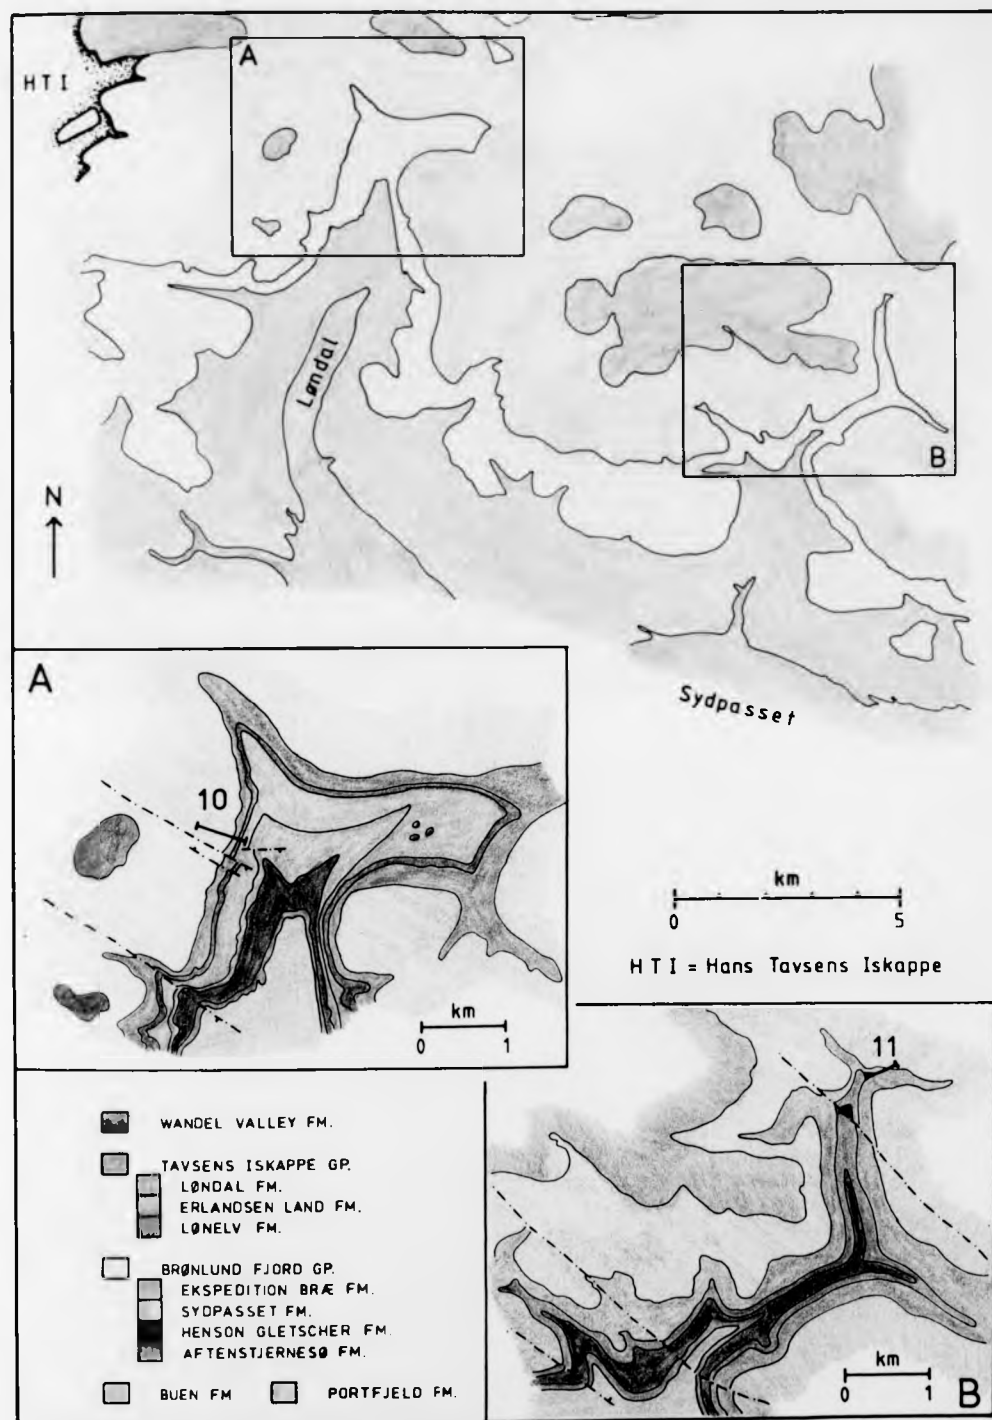 A
HTI
Løndal
N
B
Sydpasset
A
10
km
0 1
km
0 5
HTI = Hans Tavsens Iskappe
11
km
0 1
B
WANDEL VALLEY FM.
TAVSENS ISKAPPE GP.
LØNDAL FM.
ERLANDSEN LAND FM.
LØNELV FM.
BRØNLUND FJORD GP.
EKSPEDITION BRÆ FM.
SYDPASSET FM.
HENSON GLETSCHER FM.
AFTENSTJERNESØ FM.
BUEN FM PORTFJELD FM.